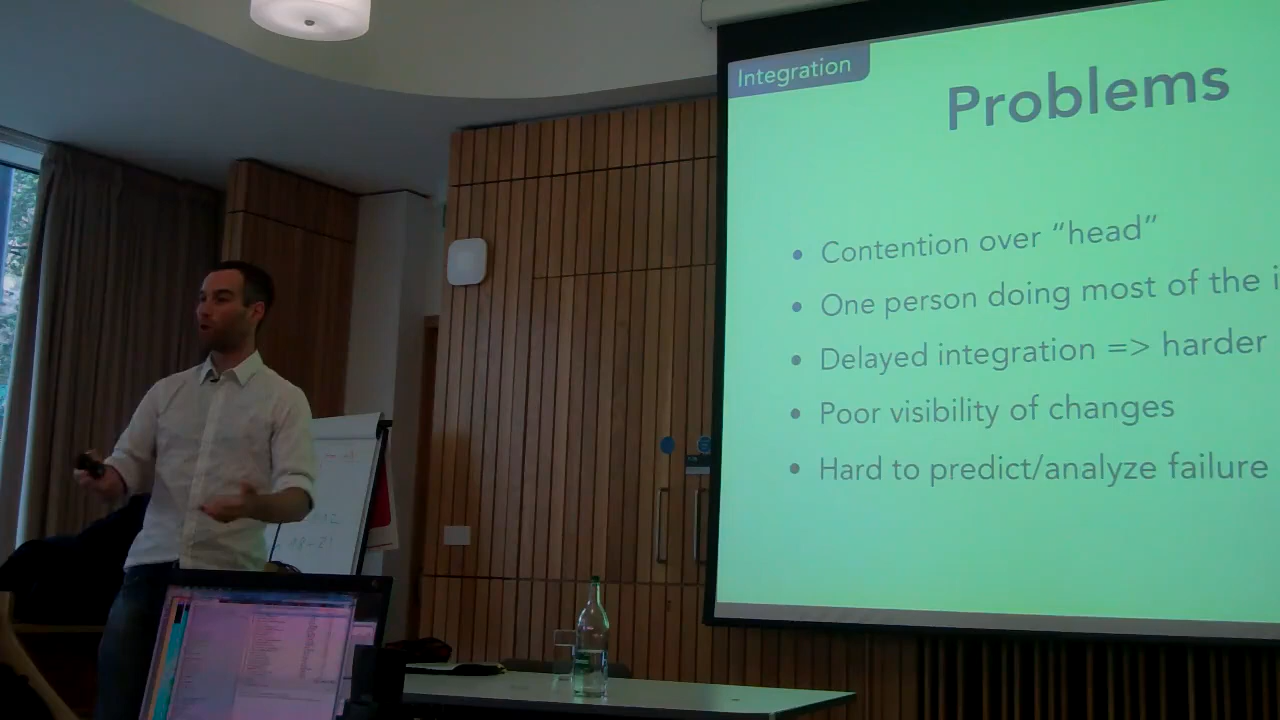 Integration
Problems
• Contention over “head”
• One person doing most of the
• Delayed integration => harder
• Poor visibility of changes
• Hard to predict/analyze failure